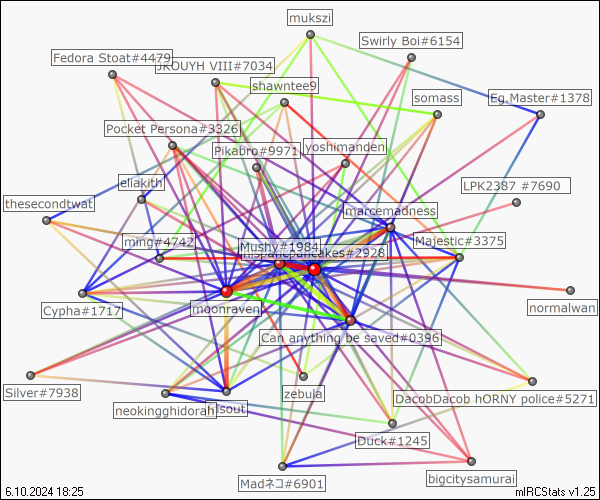 mukszi
Swirly Boi#6154
Fedora Stoat#4479
JKOUYH VIII#7034
shawntee9
somass
Eg.Master#1378
Pocket Persona#3326
Pikabro#9971
yoshimanden
eliakith
LPK2387 #7690
thesecondtwat
marcemadness
ming#4742
Mushy#1984
Majestic#3375
cakes#2928
Cypha#1717
moonraven
normalwan
Can anything be saved#0396
Silver#7938
zebula
DacobDacob hORNY police#5271
neokingghidorah
Duck#1245
Madネコ#6901
bigcitysamurai
6.10.2024 18:25
mIRCStats v1.25